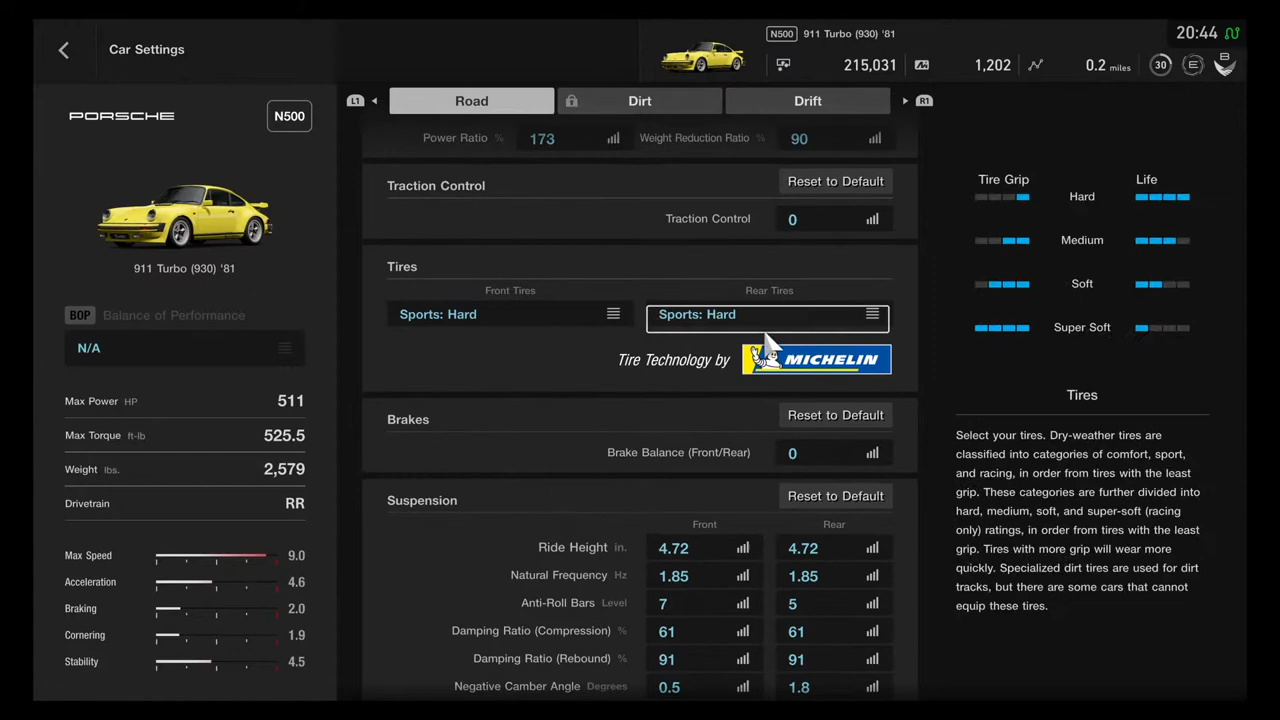 Car Settings
N500 911 Turbo (930) '81
215,031 1,202 0.2 miles 30 E B
20:44
PORSCHE N500
911 Turbo (930) '81
BOP Balance of Performance
N/A
Max Power HP 511
Max Torque ft-lb 525.5
Weight lbs. 2,579
Drivetrain RR
Max Speed 9.0
Acceleration 4.6
Braking 2.0
Cornering 1.9
Stability 4.5
L1 Road Dirt Drift R1
Power Ratio % 173 Weight Reduction Ratio % 90
Traction Control Reset to Default
Traction Control 0
Tires
Front Tires Rear Tires
Sports: Hard Sports: Hard
Tire Technology by MICHELIN
Brakes Reset to Default
Brake Balance (Front/Rear) 0
Suspension Reset to Default
Front Rear
Ride Height in. 4.72 4.72
Natural Frequency Hz 1.85 1.85
Anti-Roll Bars Level 7 5
Damping Ratio (Compression) % 61 61
Damping Ratio (Rebound) % 91 91
Negative Camber Angle Degrees 0.5 1.8
Tire Grip Life
Hard
Medium
Soft
Super Soft
Tires
Select your tires. Dry-weather tires are
classified into categories of comfort, sport,
and racing, in order from tires with the least
grip. These categories are further divided into
hard, medium, soft, and super-soft (racing
only) ratings, in order from tires with the least
grip. Tires with more grip will wear more
quickly. Specialized dirt tires are used for dirt
tracks, but there are some cars that cannot
equip these tires.